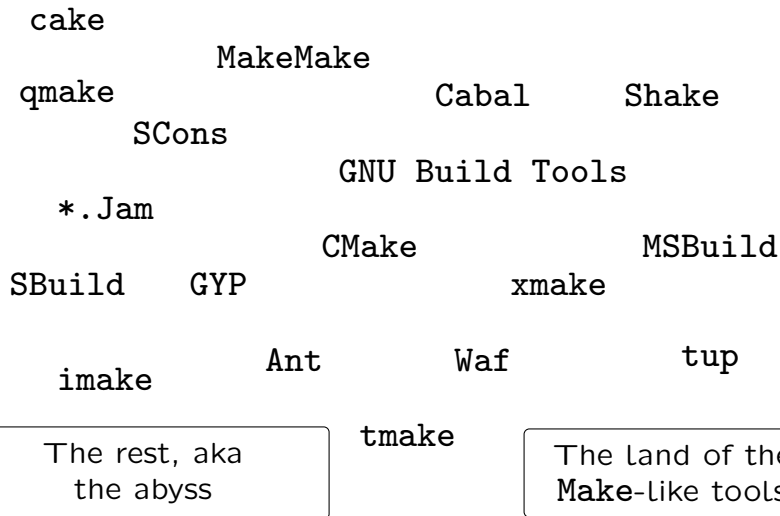 cake
MakeMake
qmake
Cabal
Shake
SCons
GNU Build Tools
*.Jam
CMake
MSBuild
SBuild
GYP
xmake
imake
Ant
Waf
tup
tmake
The rest, aka
the abyss
The land of the
Make-like tools